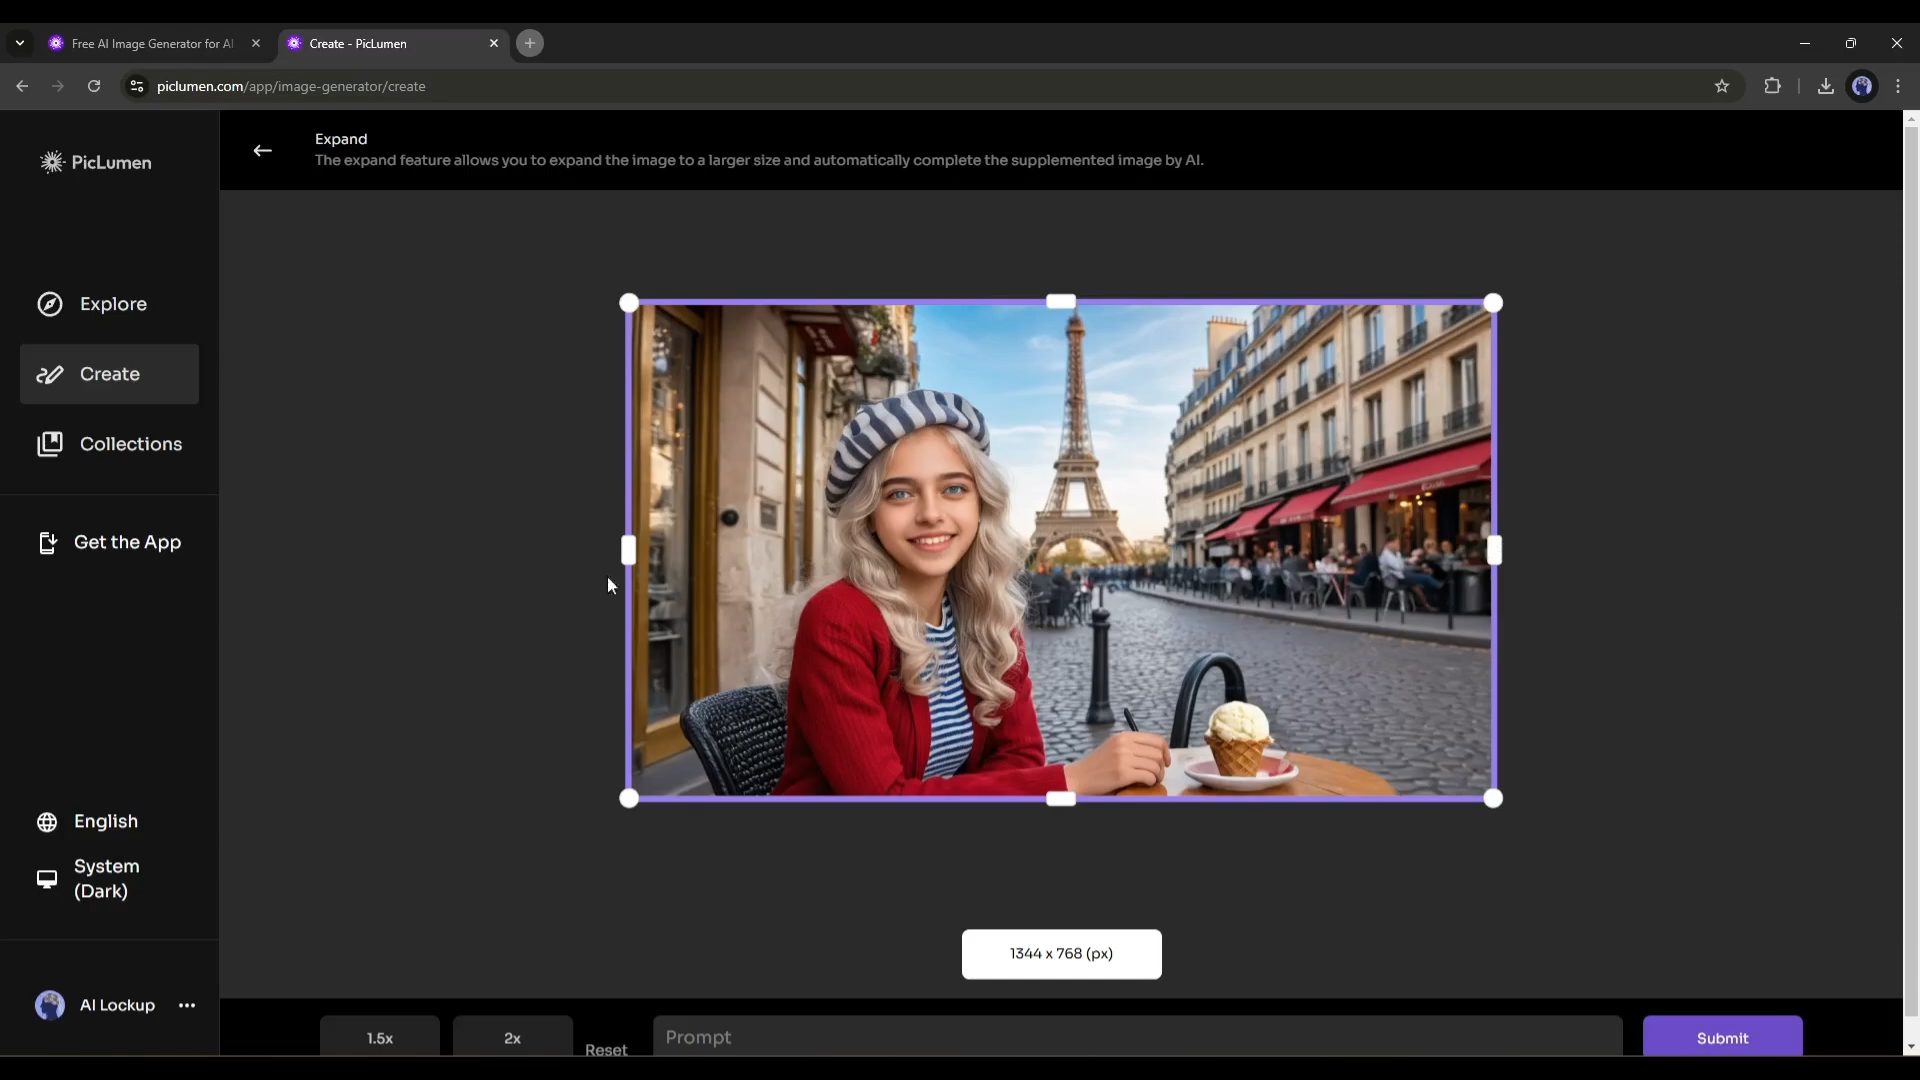 Free AI Image Generator for AI
Create - PicLumen
piclumen.com/app/image-generator/create
PicLumen
Expand
The expand feature allows you to expand the image to a larger size and automatically complete the supplemented image by AI.
Explore
Create
Collections
Get the App
English
System
(Dark)
AI Lockup
1344 x 768 (px)
1.5x
2x
Reset
Prompt
Submit